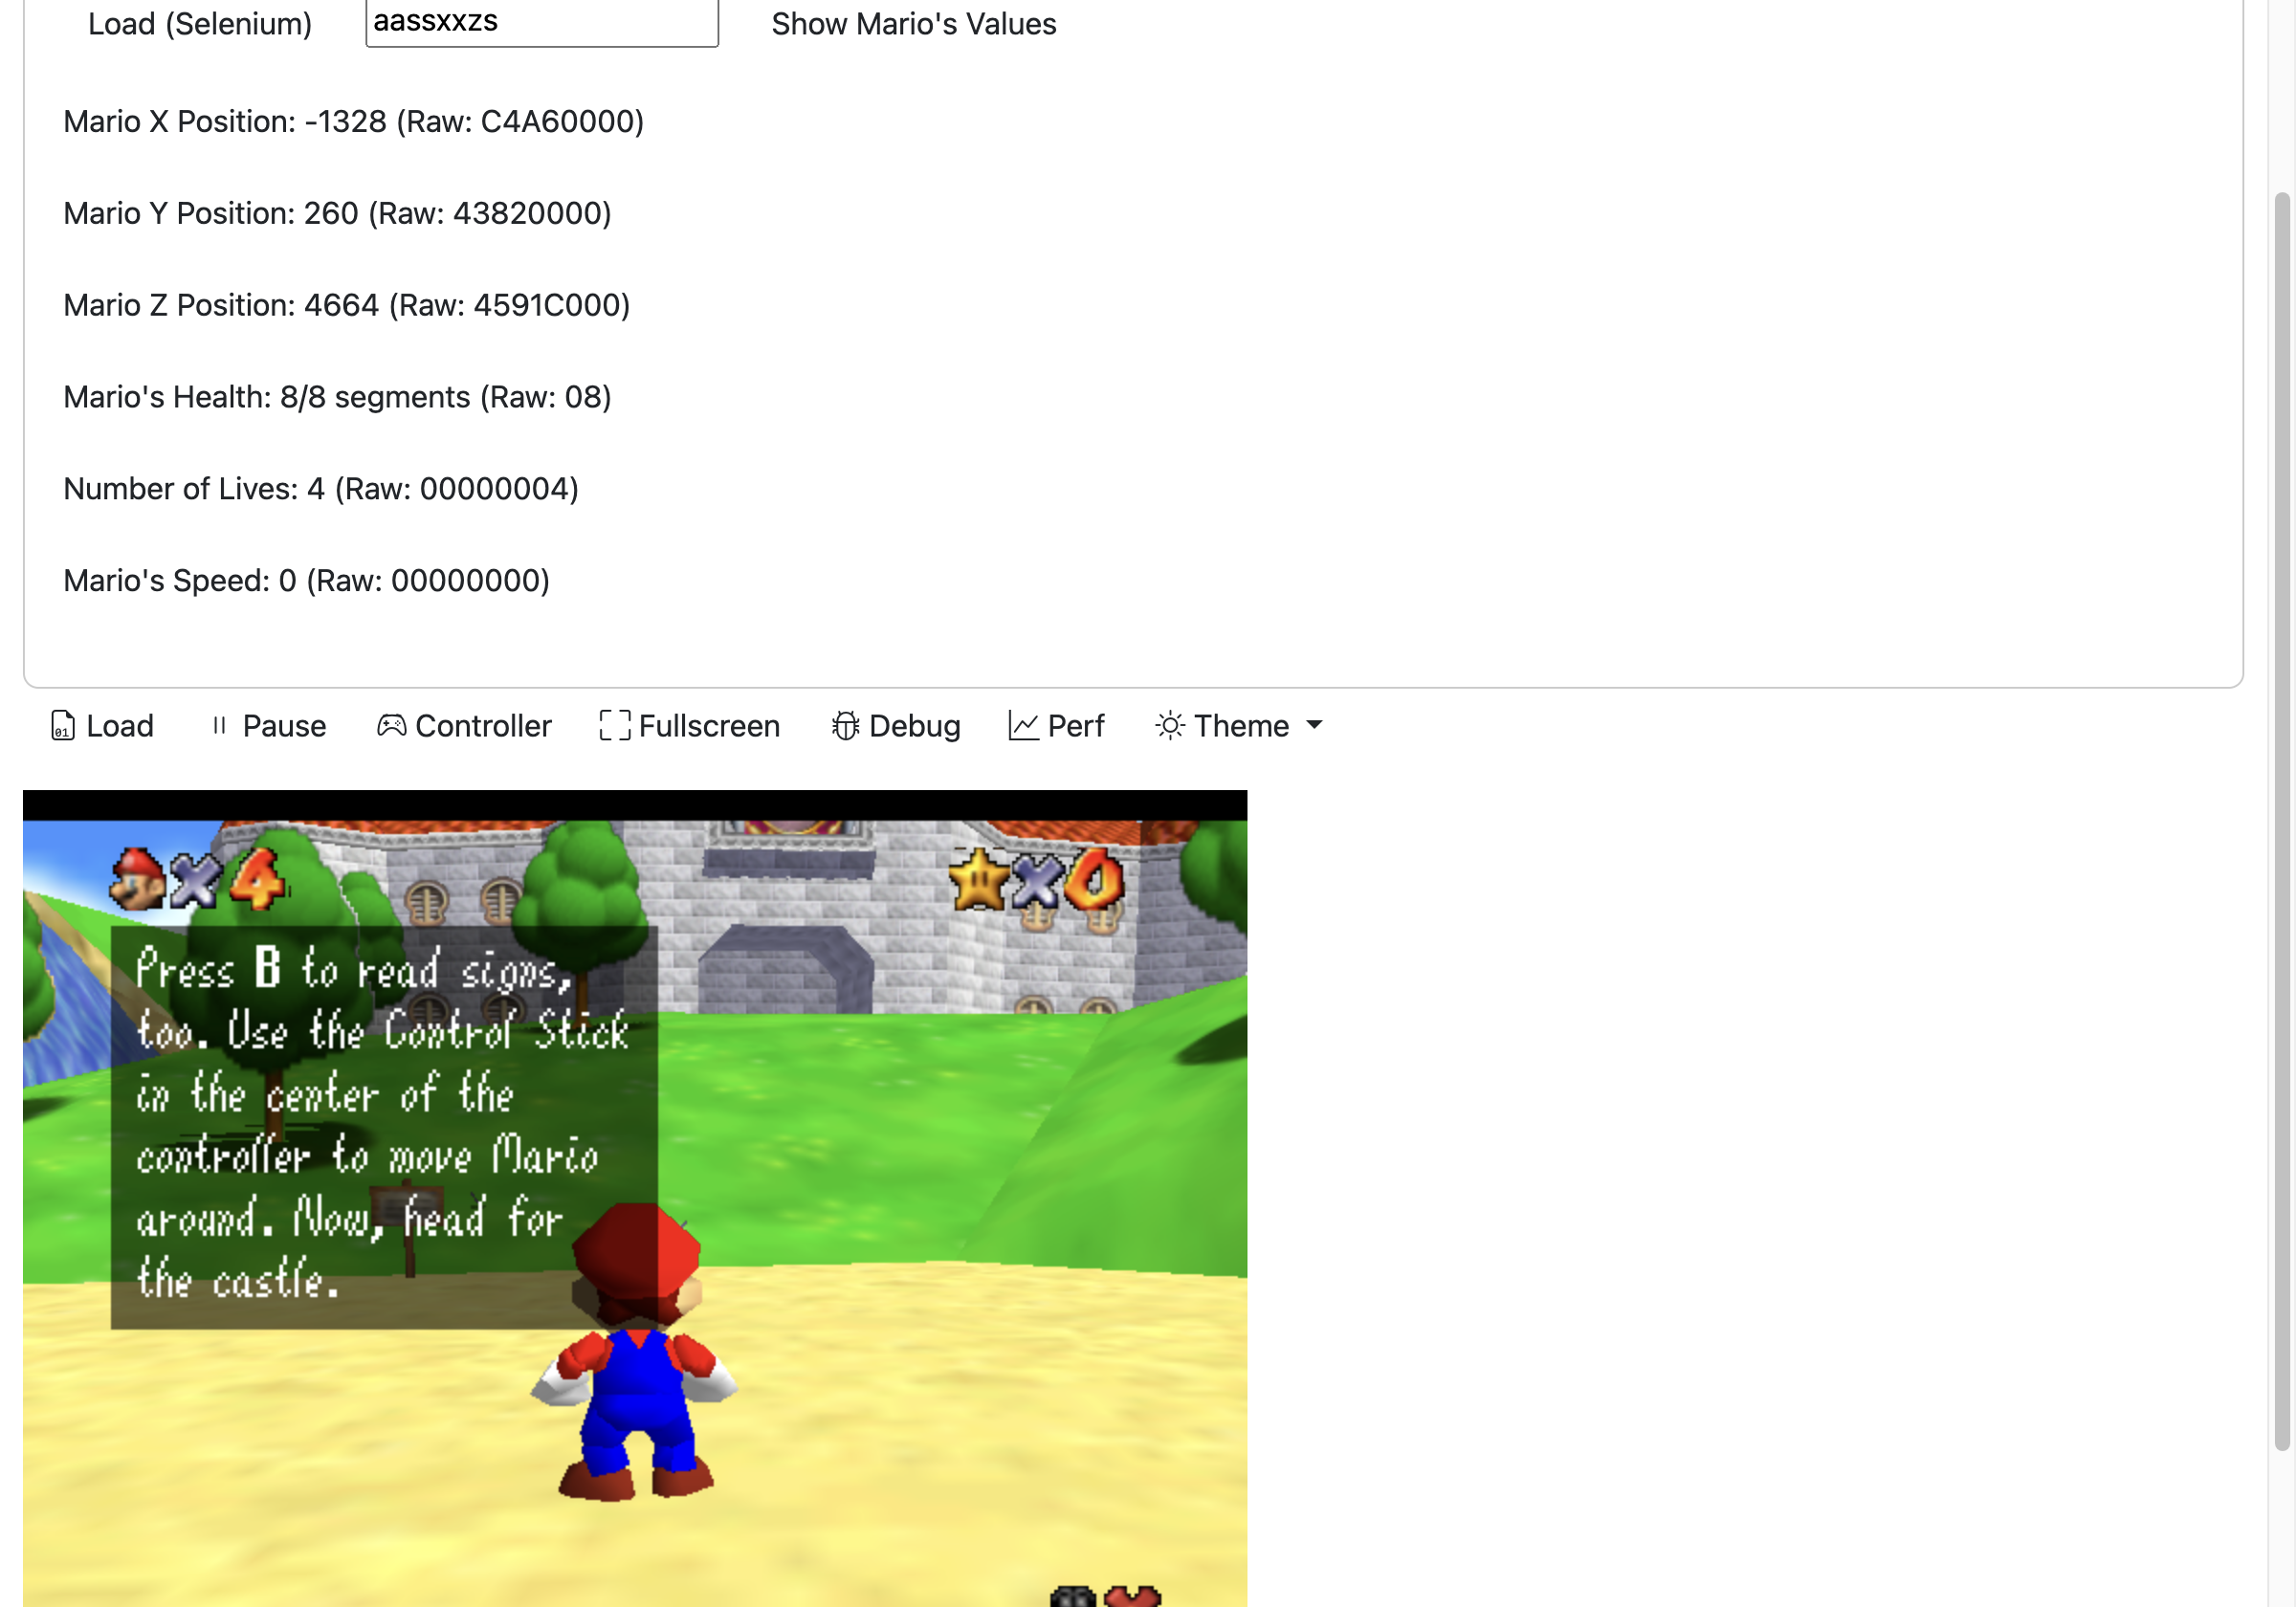 Load (Selenium) aassxxzs Show Mario's Values
Mario X Position: -1328 (Raw: C4A60000)
Mario Y Position: 260 (Raw: 43820000)
Mario Z Position: 4664 (Raw: 4591C000)
Mario's Health: 8/8 segments (Raw: 08)
Number of Lives: 4 (Raw: 00000004)
Mario's Speed: 0 (Raw: 00000000)
01 Load Pause Controller Fullscreen Debug Perf Theme
×4 ×0
Press B to read signs,
too. Use the Control Stick
in the center of the
controller to move Mario
around. Now, head for
the castle.